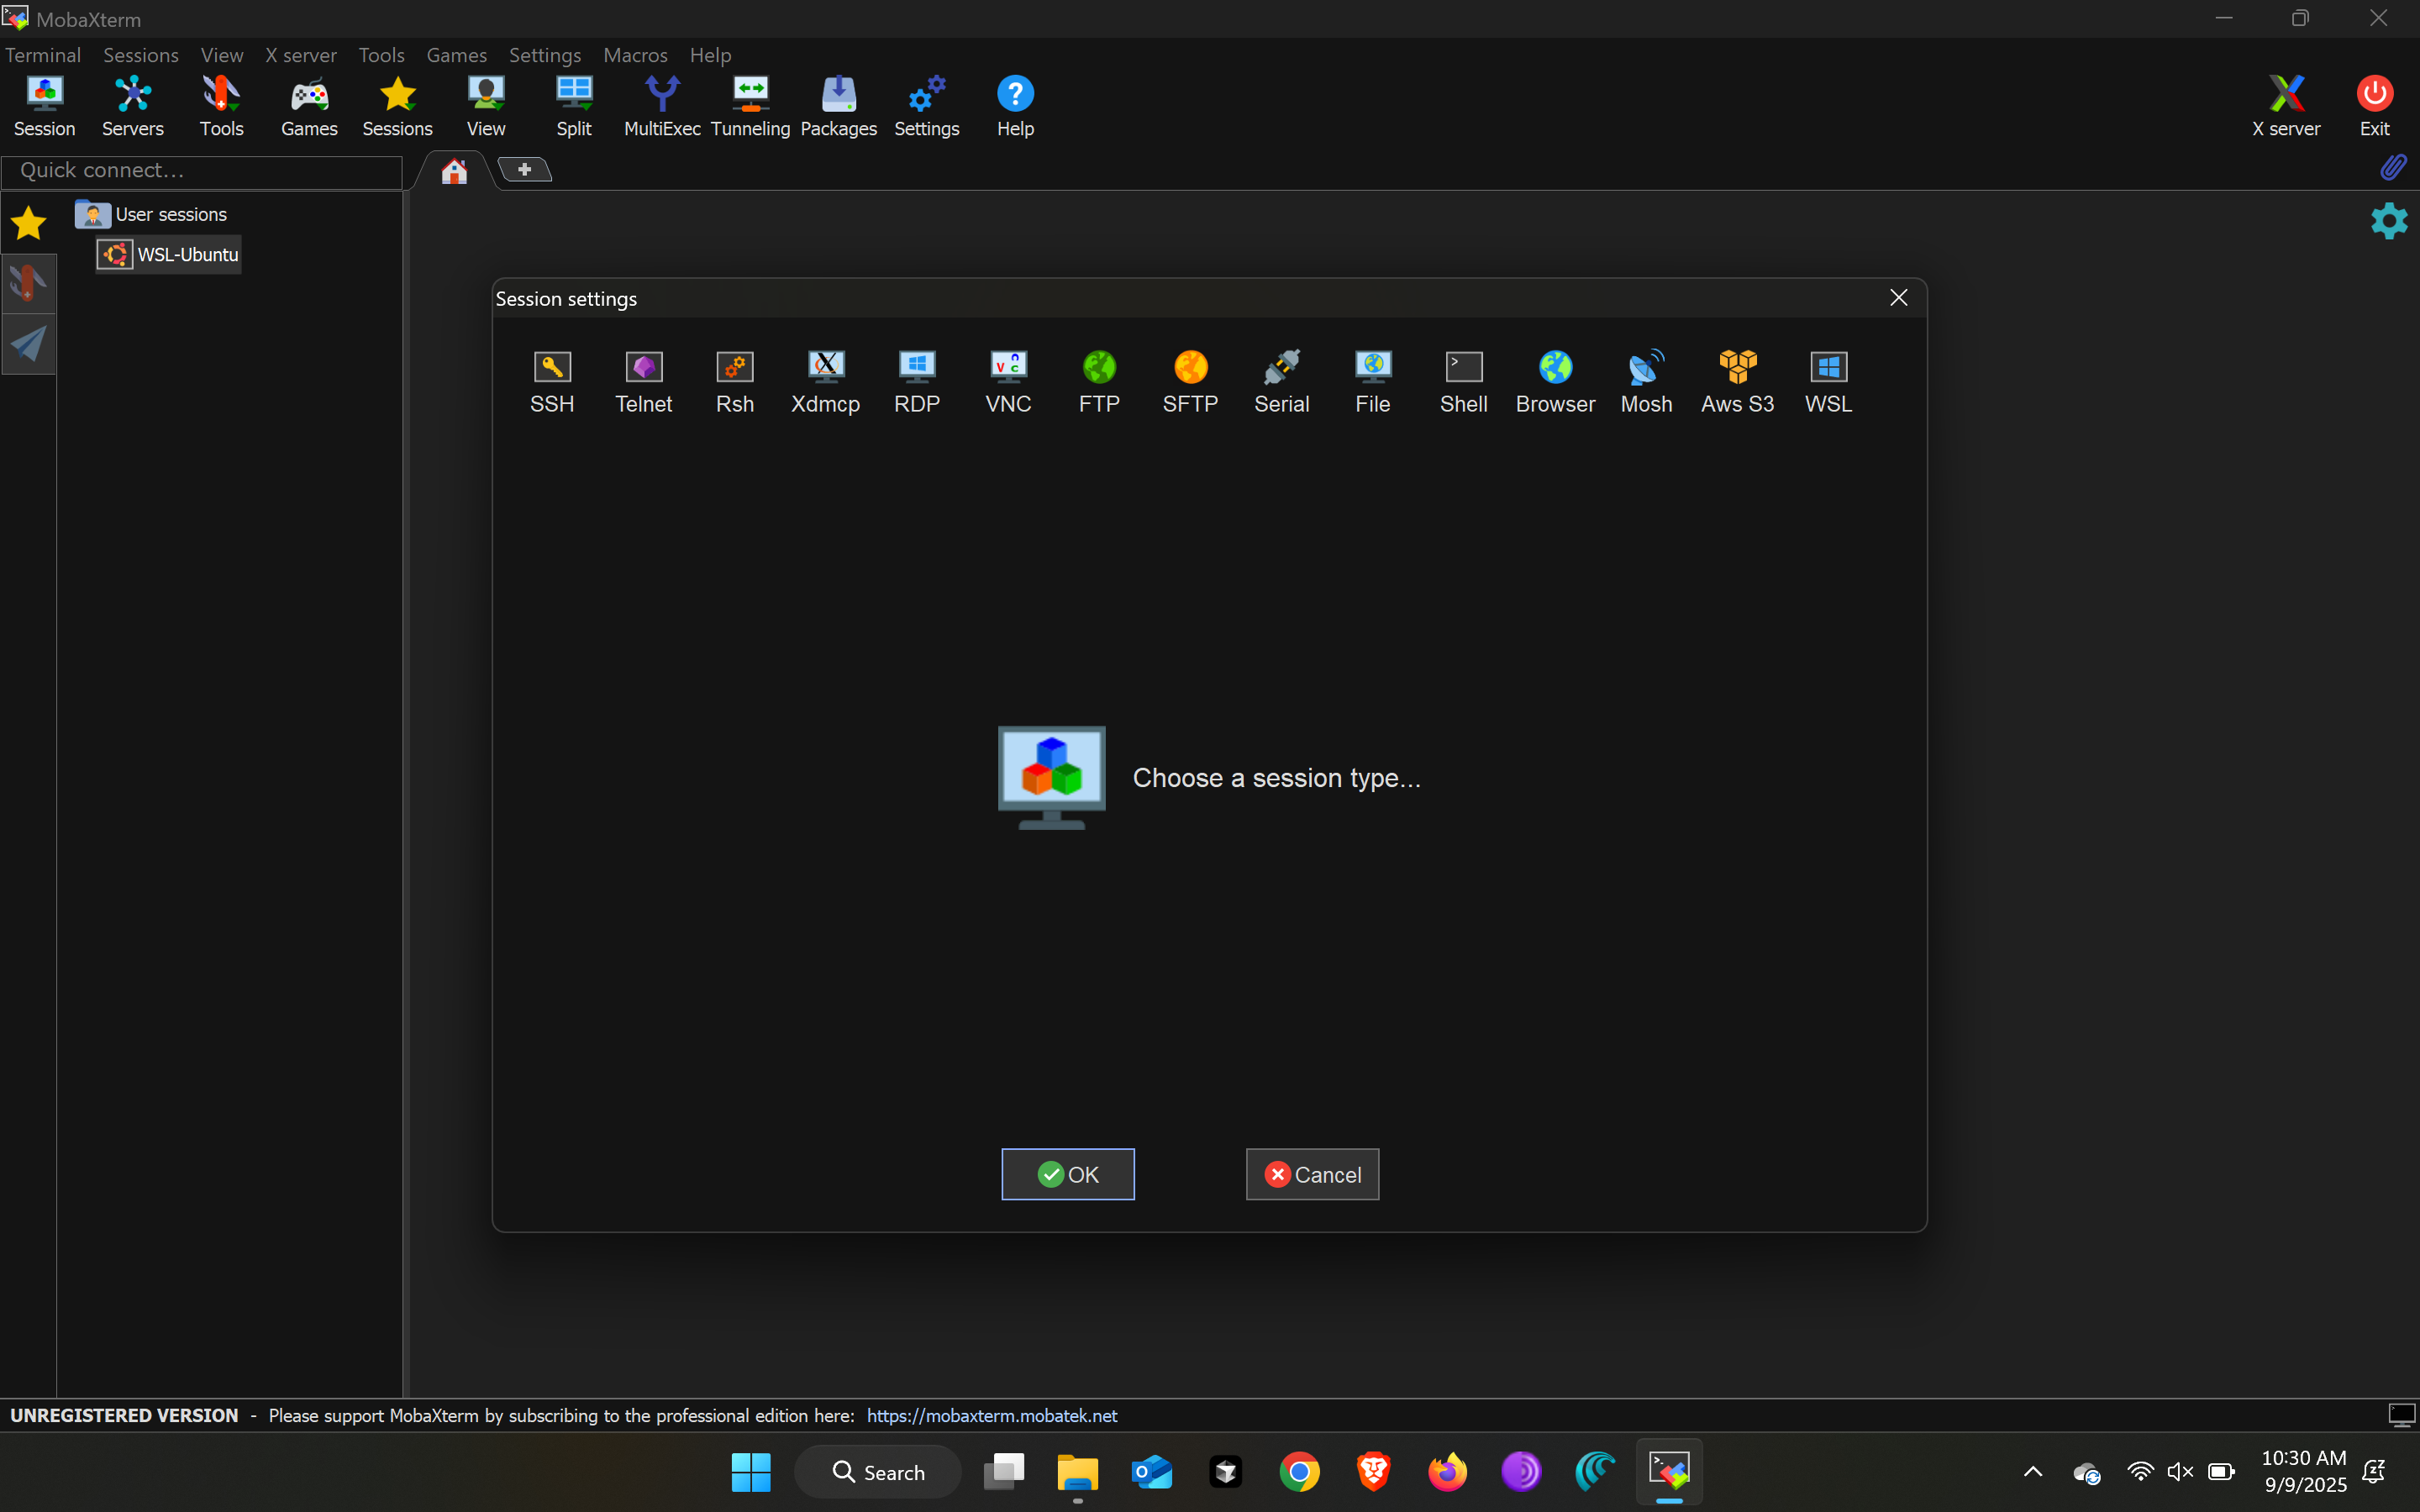 MobaXterm
Terminal Sessions View X server Tools Games Settings Macros Help
Session Servers Tools Games Sessions View Split MultiExec Tunneling Packages Settings Help X server Exit
Quick connect...
User sessions
WSL-Ubuntu
Session settings
SSH Telnet Rsh Xdmcp RDP VNC FTP SFTP Serial File Shell Browser Mosh Aws S3 WSL
Choose a session type...
OK Cancel
UNREGISTERED VERSION - Please support MobaXterm by subscribing to the professional edition here: https://mobaxterm.mobatek.net
Search
10:30 AM
9/9/2025